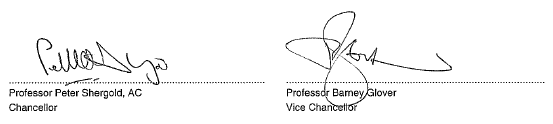 Professor Peter Shergold, AC
Chancellor
Professor Barney Glover
Vice Chancellor